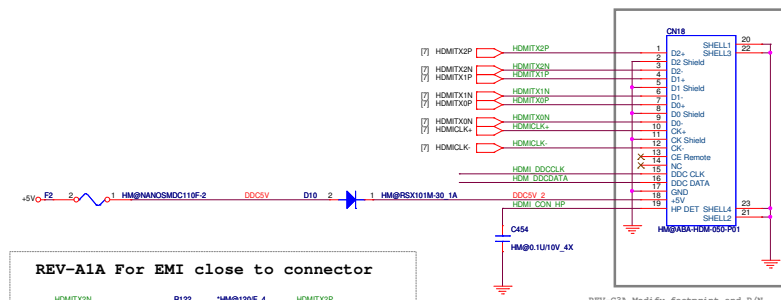 CN18
[7] HDMITX2P HDMITX2P 1 D2+ SHELL1 20
2 D2 Shield SHELL3 22
[7] HDMITX2N HDMITX2N 3 D2-
[7] HDMITX1P HDMITX1P 4 D1+
5 D1 Shield
[7] HDMITX1N HDMITX1N 6 D1-
[7] HDMITX0P HDMITX0P 7 D0+
8 D0 Shield
[7] HDMITX0N HDMITX0N 9 D0-
[7] HDMICLK+ HDMICLK+ 10 CK+
11 CK Shield
[7] HDMICLK- HDMICLK- 12 CK-
13 CE Remote
14 NC
HDMI_DDCCLK 15 DDC CLK
HDM_DDCDATA 16 DDC DATA
17 GND
+5V F2 2 1 HM@NANOSMDC110F-2 DDC5V D10 2 1 HM@RSX101M-30_1A DDC5V_2 18 +5V
HDMI_CON_HP 19 HP DET SHELL4 23
SHELL2 21
HM@ABA-HDM-050-P01
C454
HM@0.1U/10V_4X
REV-A1A For EMI close to connector
HDMITX2N R122 *HM@120/F_4 HDMITX2P